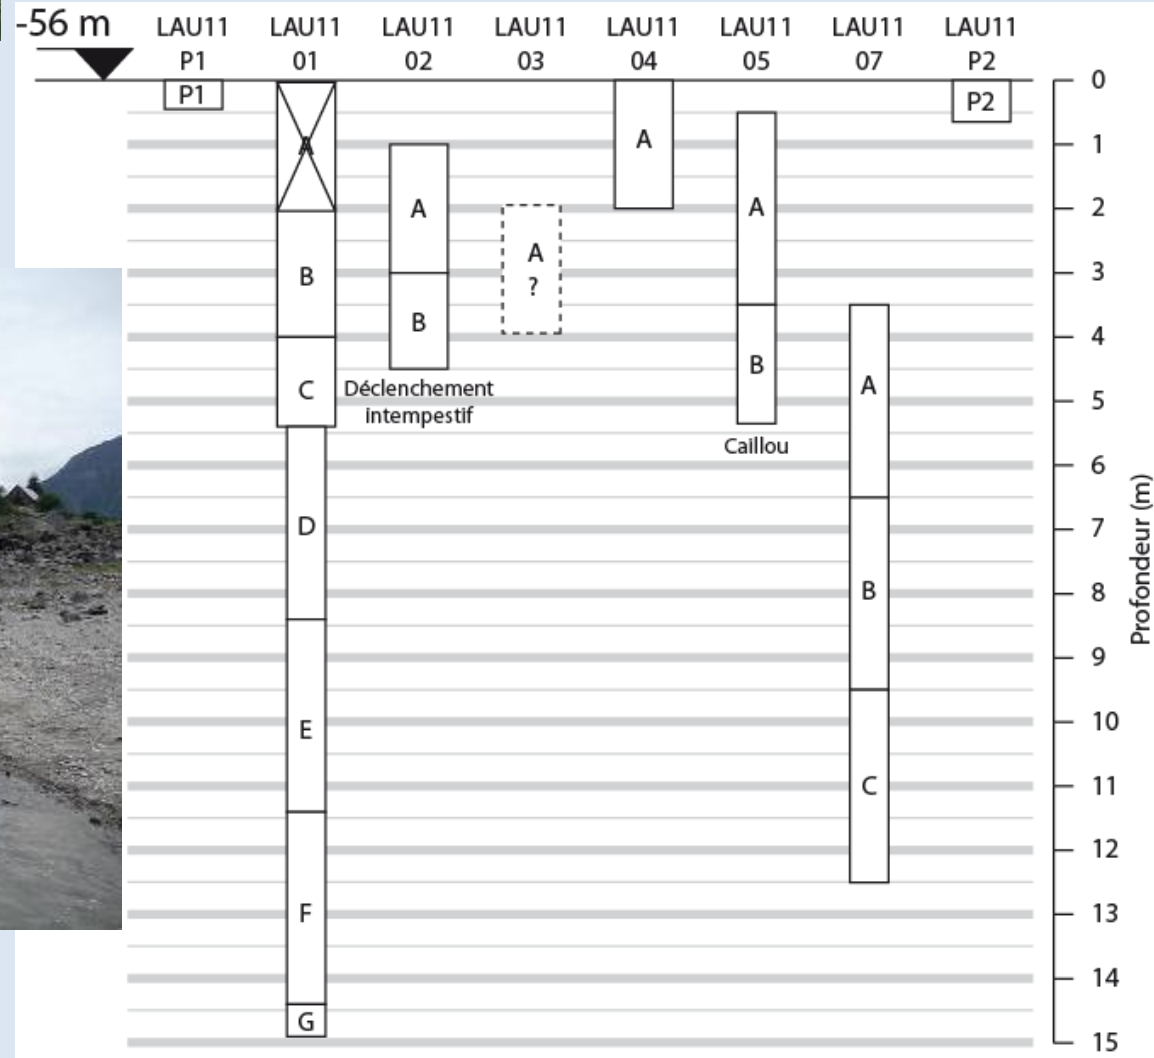 -56 m
LAU11 LAU11 LAU11 LAU11 LAU11 LAU11 LAU11 LAU11
P1 01 02 03 04 05 07 P2
P1
A
B
C
D
E
F
G
A
B
Déclenchement
intempestif
A
?
A
A
B
Caillou
A
B
C
P2
0
1
2
3
4
5
6
7
8
9
10
11
12
13
14
15
Profondeur (m)